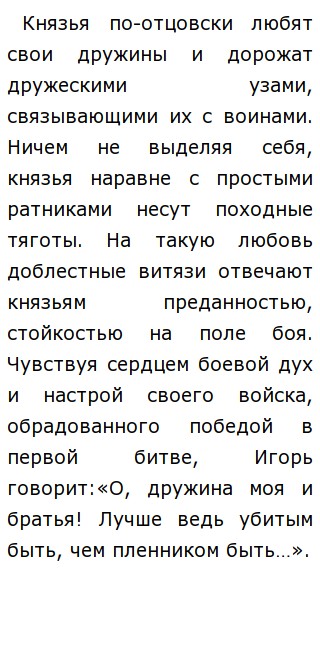 Князья по-отцовски любят
свои дружины и дорожат
дружескими узами,
связывающими их с воинами.
Ничем не выделяя себя,
князья наравне с простыми
ратниками несут походные
тяготы. На такую любовь
доблестные витязи отвечают
князьям преданностью,
стойкостью на поле боя.
Чувствуя сердцем боевой дух
и настрой своего войска,
обрадованного победой в
первой битве, Игорь
говорит:«О, дружина моя и
братья! Лучше ведь убитым
быть, чем пленником быть...».